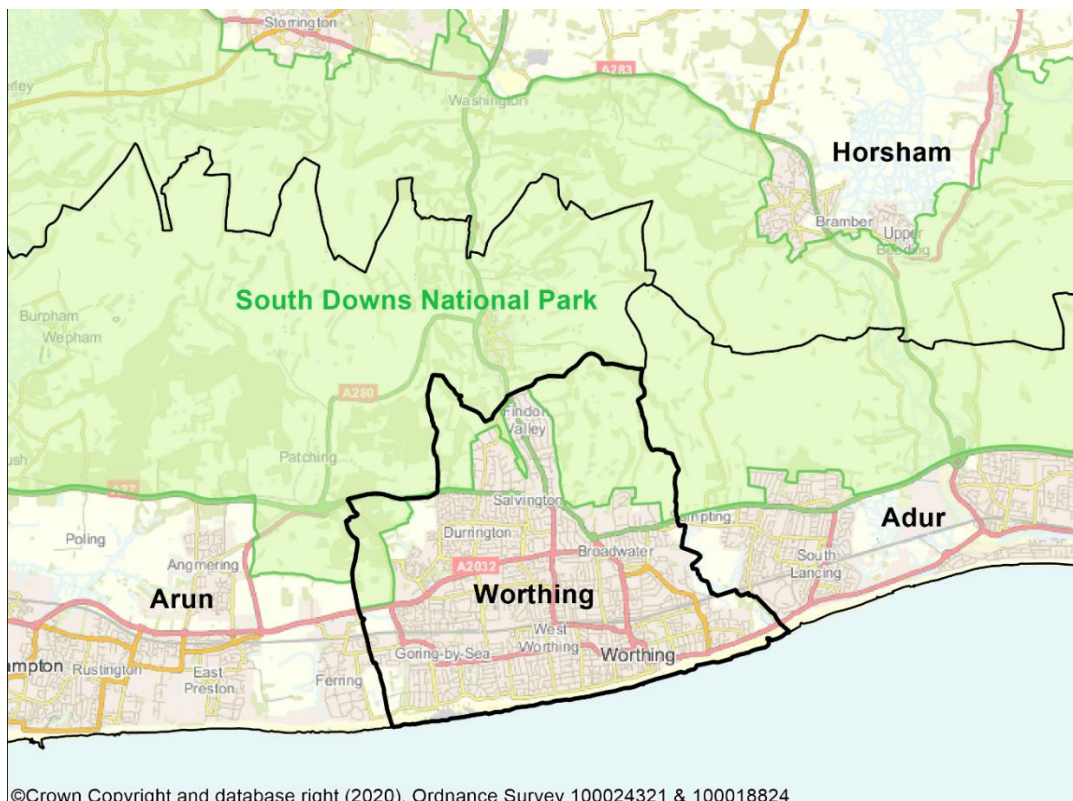 Storrington
A283
Washington
Horsham
Bramber
Upper
Beeding
South Downs National Park
Burpham
Wepham
A280
Findon
Valley
Patching
A27
Salvington
Poling
Durrington
Broadwater
Adur
Angmering
A2032
South
Lancing
Arun
Worthing
West
Worthing
Worthing
Goring-by-Sea
Rustington
East
Preston
Ferring
©Crown Copyright and database right (2020). Ordnance Survey 100024321 & 100018824